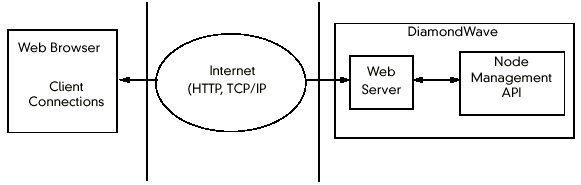 Web Browser
Client
Connections
Internet
(HTTP, TCP/IP
DiamondWave
Web
Server
Node
Management
API